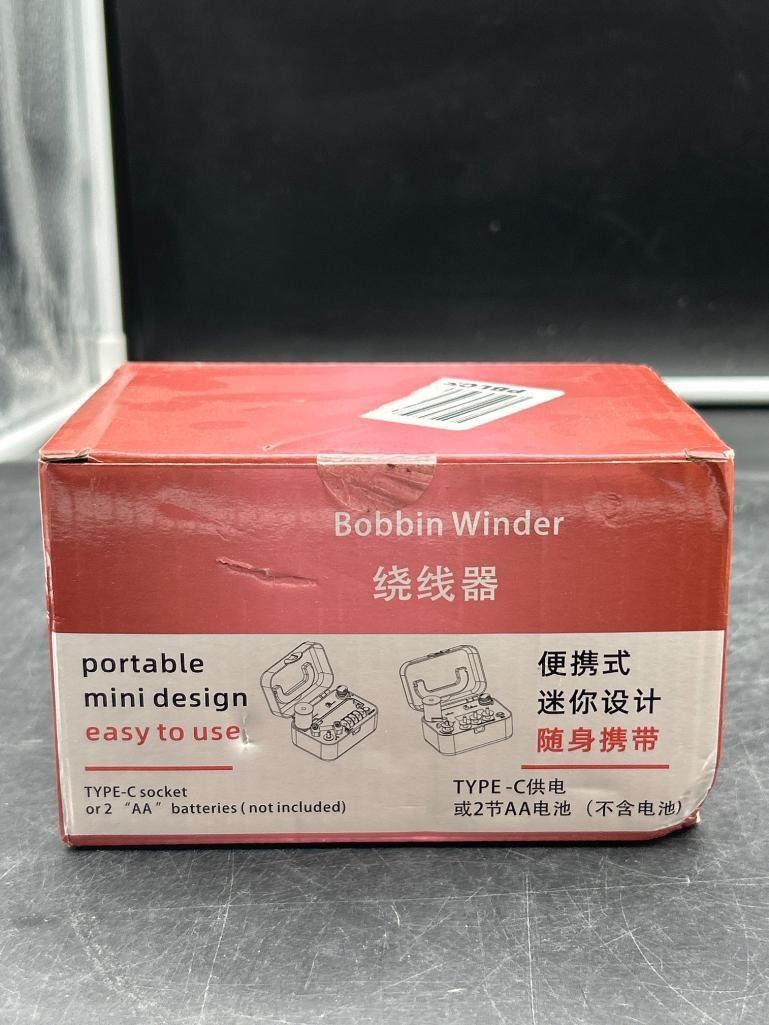 Bobbin Winder
绕线器
portable
mini design
easy to use
TYPE-C socket
or 2 “AA” batteries ( not included)
便携式
迷你设计
随身携带
TYPE -C供电
或2节AA电池（不含电池)